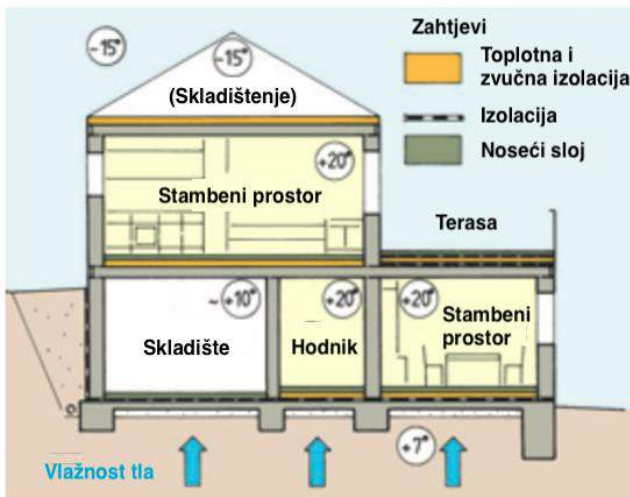 Zahtjevi
Toplotna i
zvučna izolacija
Izolacija
Noseći sloj
-15°
-15°
(Skladištenje)
+20°
Stambeni prostor
Terasa
~ +10°
+20°
+20°
Skladište
Hodnik
Stambeni
prostor
+7°
Vlažnost tla